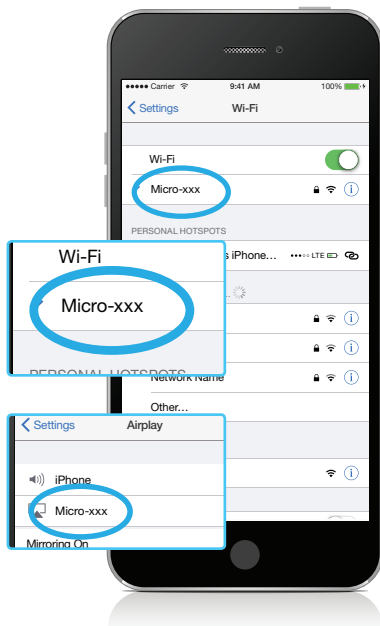 Carrier 9:41 AM 100%
Settings Wi-Fi
Wi-Fi
Micro-xxx
PERSONAL HOTSPOTS
s iPhone... LTE
Wi-Fi
Micro-xxx
PERSONAL HOTSPOTS
Network Name
Other...
Settings Airplay
iPhone
Micro-xxx
Mirroring On